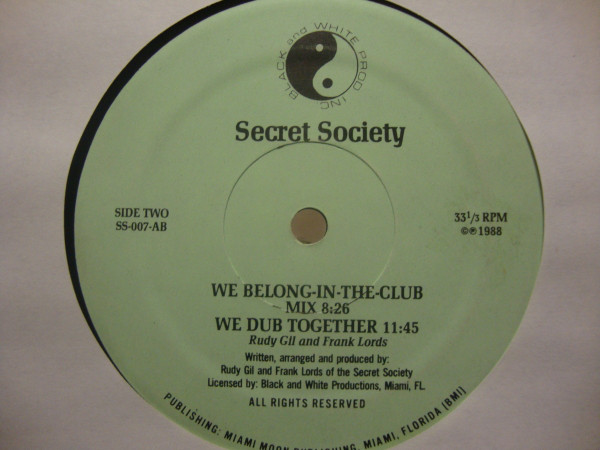 BLACK and WHITE PROD INC
Secret Society
SIDE TWO
SS-007-AB
33 1/3 RPM
©℗ 1988
WE BELONG-IN-THE-CLUB
MIX 8:26
WE DUB TOGETHER 11:45
Rudy Gil and Frank Lords
Written, arranged and produced by:
Rudy Gil and Frank Lords of the Secret Society
Licensed by: Black and White Productions, Miami, FL.
ALL RIGHTS RESERVED
PUBLISHING: MIAMI MOON PUBLISHING, MIAMI, FLORIDA [BMI]